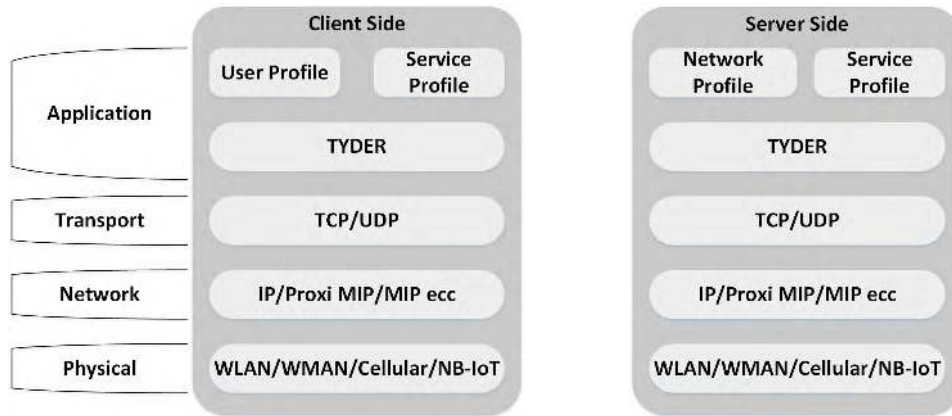 Client Side
Server Side
User Profile
Service
Profile
Network
Profile
Service
Profile
Application
TYDER
TYDER
Transport
TCP/UDP
TCP/UDP
Network
IP/Proxi MIP/MIP ecc
IP/Proxi MIP/MIP ecc
Physical
WLAN/WMAN/Cellular/NB-IoT
WLAN/WMAN/Cellular/NB-IoT